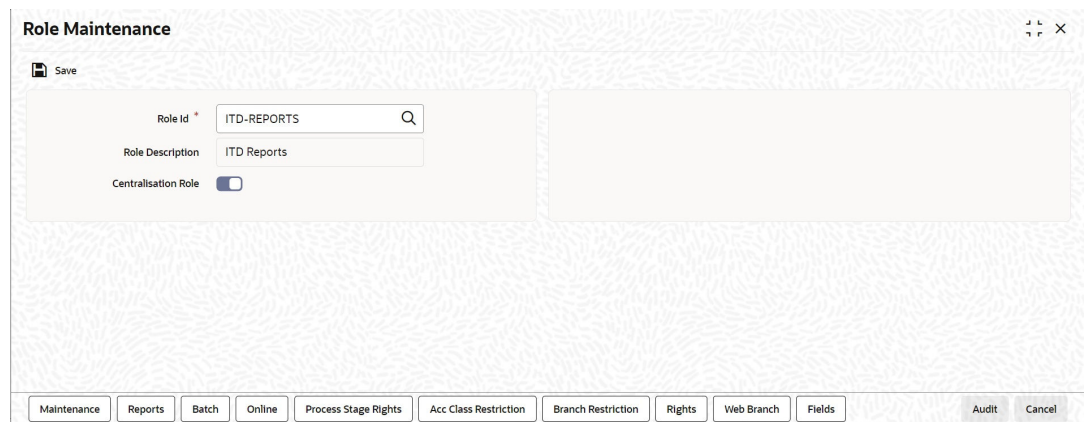 Role Maintenance
Save
Role Id * ITD-REPORTS
Role Description ITD Reports
Centralisation Role
Maintenance Reports Batch Online Process Stage Rights Acc Class Restriction Branch Restriction Rights Web Branch Fields Audit Cancel